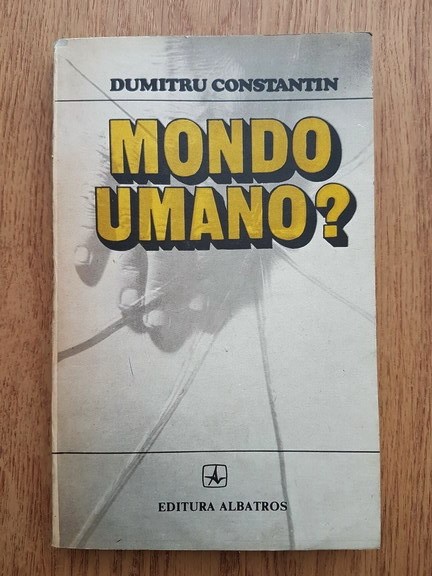 DUMITRU CONSTANTIN
MONDO
UMANO?
EDITURA ALBATROS